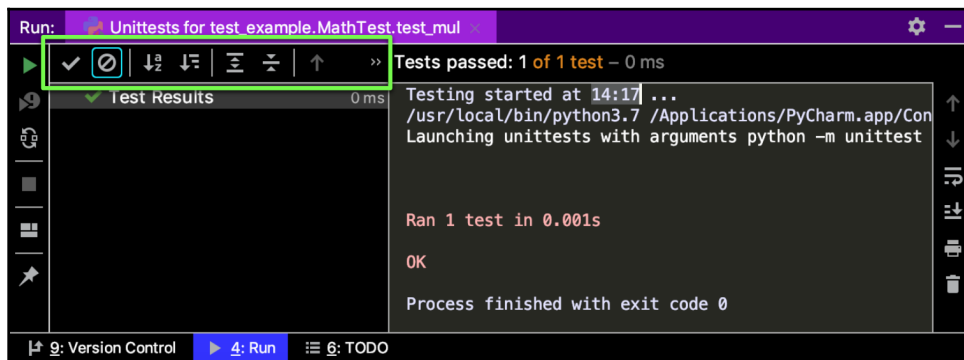 Run: Unittests for test_example.MathTest.test_mul
Tests passed: 1 of 1 test – 0 ms
Test Results 0 ms
Testing started at 14:17 ...
/usr/local/bin/python3.7 /Applications/PyCharm.app/Con
Launching unittests with arguments python -m unittest
Ran 1 test in 0.001s
OK
Process finished with exit code 0
9: Version Control 4: Run 6: TODO